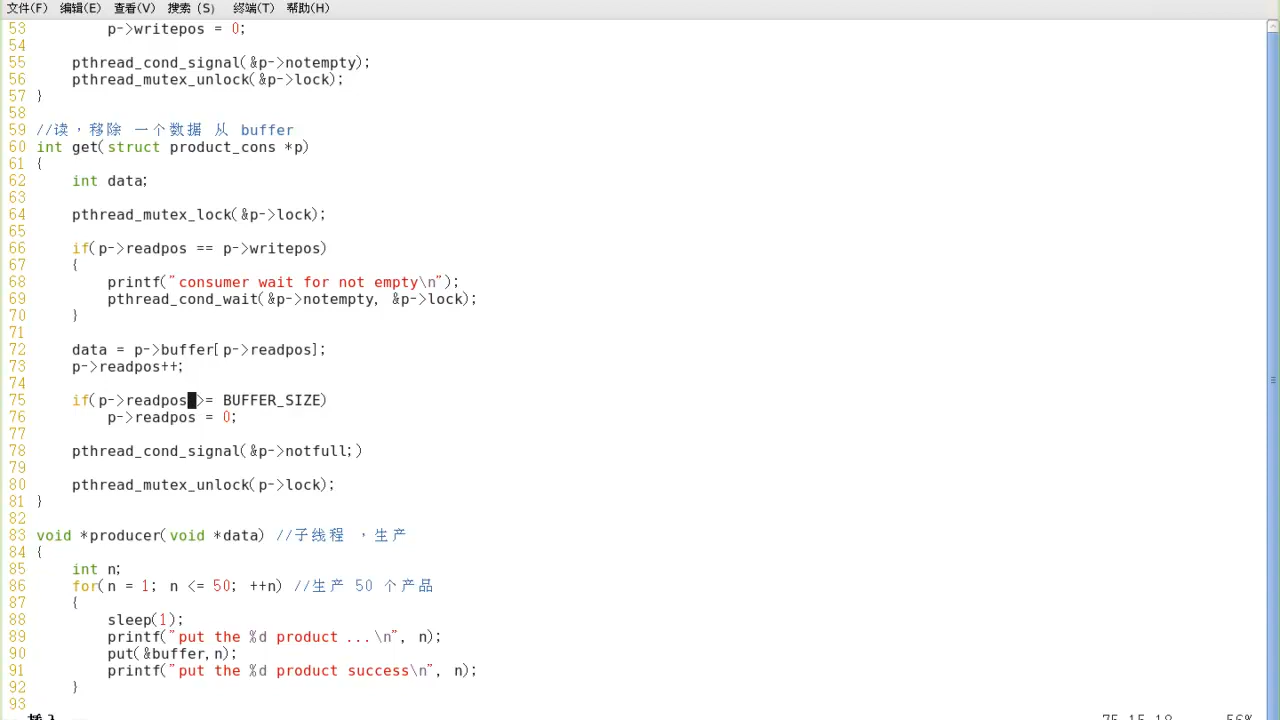 文件(F) 编辑(E) 查看(V) 搜索 (S) 终端(T) 帮助(H)
53         p->writepos = 0;
54
55     pthread_cond_signal(&p->notempty);
56     pthread_mutex_unlock(&p->lock);
57 }
58
59 //读，移除 一个数据 从 buffer
60 int get(struct product_cons *p)
61 {
62     int data;
63
64     pthread_mutex_lock(&p->lock);
65
66     if(p->readpos == p->writepos)
67     {
68         printf("consumer wait for not empty\n");
69         pthread_cond_wait(&p->notempty, &p->lock);
70     }
71
72     data = p->buffer[p->readpos];
73     p->readpos++;
74
75     if(p->readpos >= BUFFER_SIZE)
76         p->readpos = 0;
77
78     pthread_cond_signal(&p->notfull;)
79
80     pthread_mutex_unlock(p->lock);
81 }
82
83 void *producer(void *data) //子线程 ，生产
84 {
85     int n;
86     for(n = 1; n <= 50; ++n) //生产 50 个产品
87     {
88         sleep(1);
89         printf("put the %d product ...\n", n);
90         put(&buffer,n);
91         printf("put the %d product success\n", n);
92     }
93
-- 插入 -- 75,15-18 56%